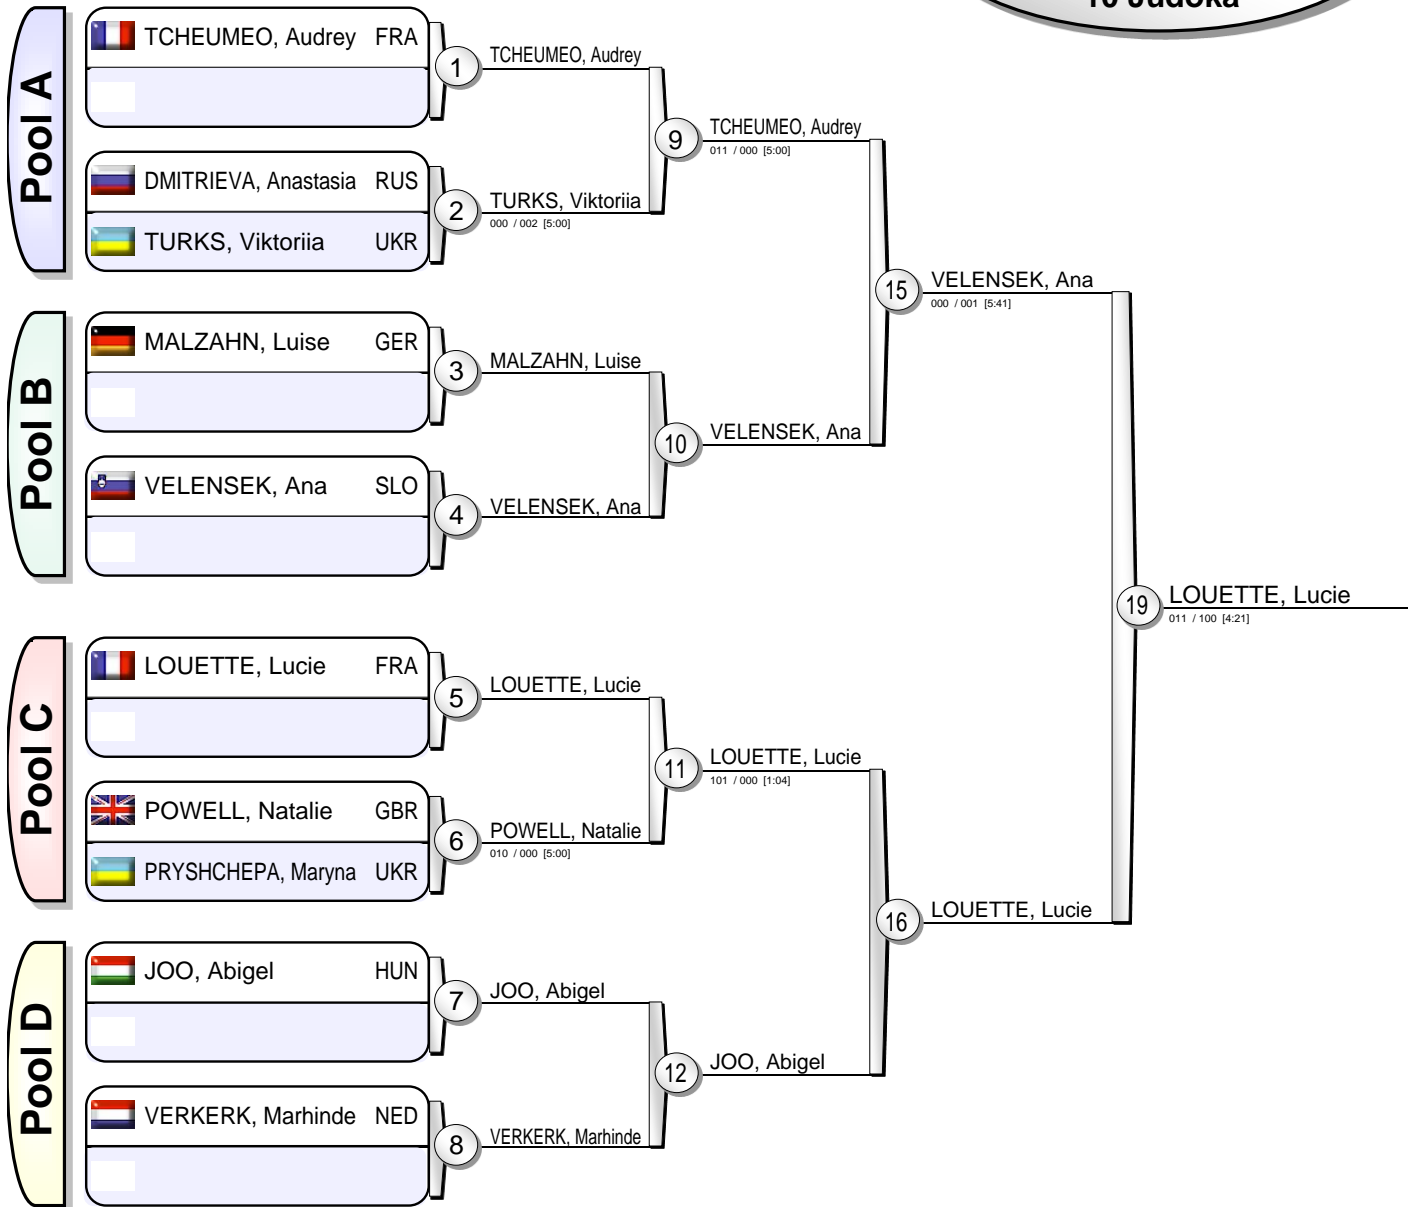 10 Judoka
Pool A
TCHEUMEO, Audrey FRA
1
TCHEUMEO, Audrey
DMITRIEVA, Anastasia RUS
TURKS, Viktoriia UKR
2
TURKS, Viktoriia
000 / 002 [5:00]
9
TCHEUMEO, Audrey
011 / 000 [5:00]
Pool B
MALZAHN, Luise GER
3
MALZAHN, Luise
VELENSEK, Ana SLO
4
VELENSEK, Ana
10
VELENSEK, Ana
15
VELENSEK, Ana
000 / 001 [5:41]
Pool C
LOUETTE, Lucie FRA
5
LOUETTE, Lucie
POWELL, Natalie GBR
PRYSHCHEPA, Maryna UKR
6
POWELL, Natalie
010 / 000 [5:00]
11
LOUETTE, Lucie
101 / 000 [1:04]
Pool D
JOO, Abigel HUN
7
JOO, Abigel
VERKERK, Marhinde NED
8
VERKERK, Marhinde
12
JOO, Abigel
16
LOUETTE, Lucie
19
LOUETTE, Lucie
011 / 100 [4:21]